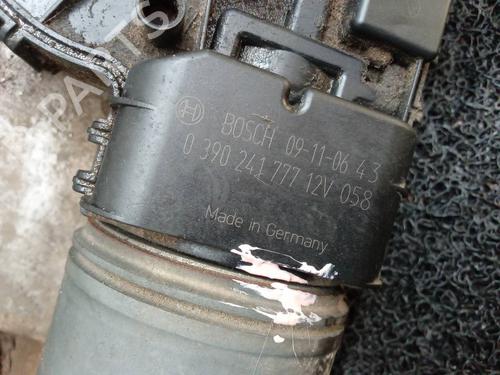 BOSCH 09-11-06 43
0 390 241 777 12V 058
Made in Germany